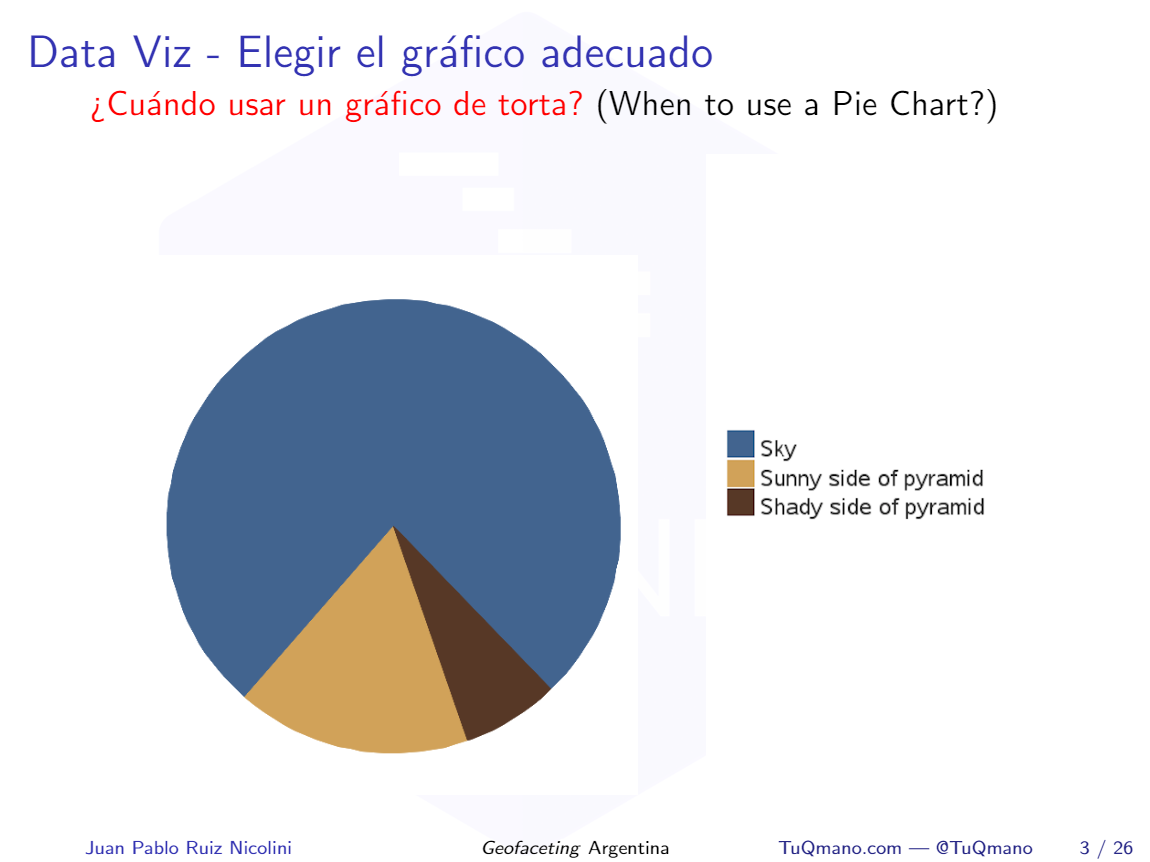 Data Viz - Elegir el gráfico adecuado
¿Cuándo usar un gráfico de torta? (When to use a Pie Chart?)
Sky
Sunny side of pyramid
Shady side of pyramid
Juan Pablo Ruiz Nicolini Geofaceting Argentina TuQmano.com — @TuQmano 3 / 26